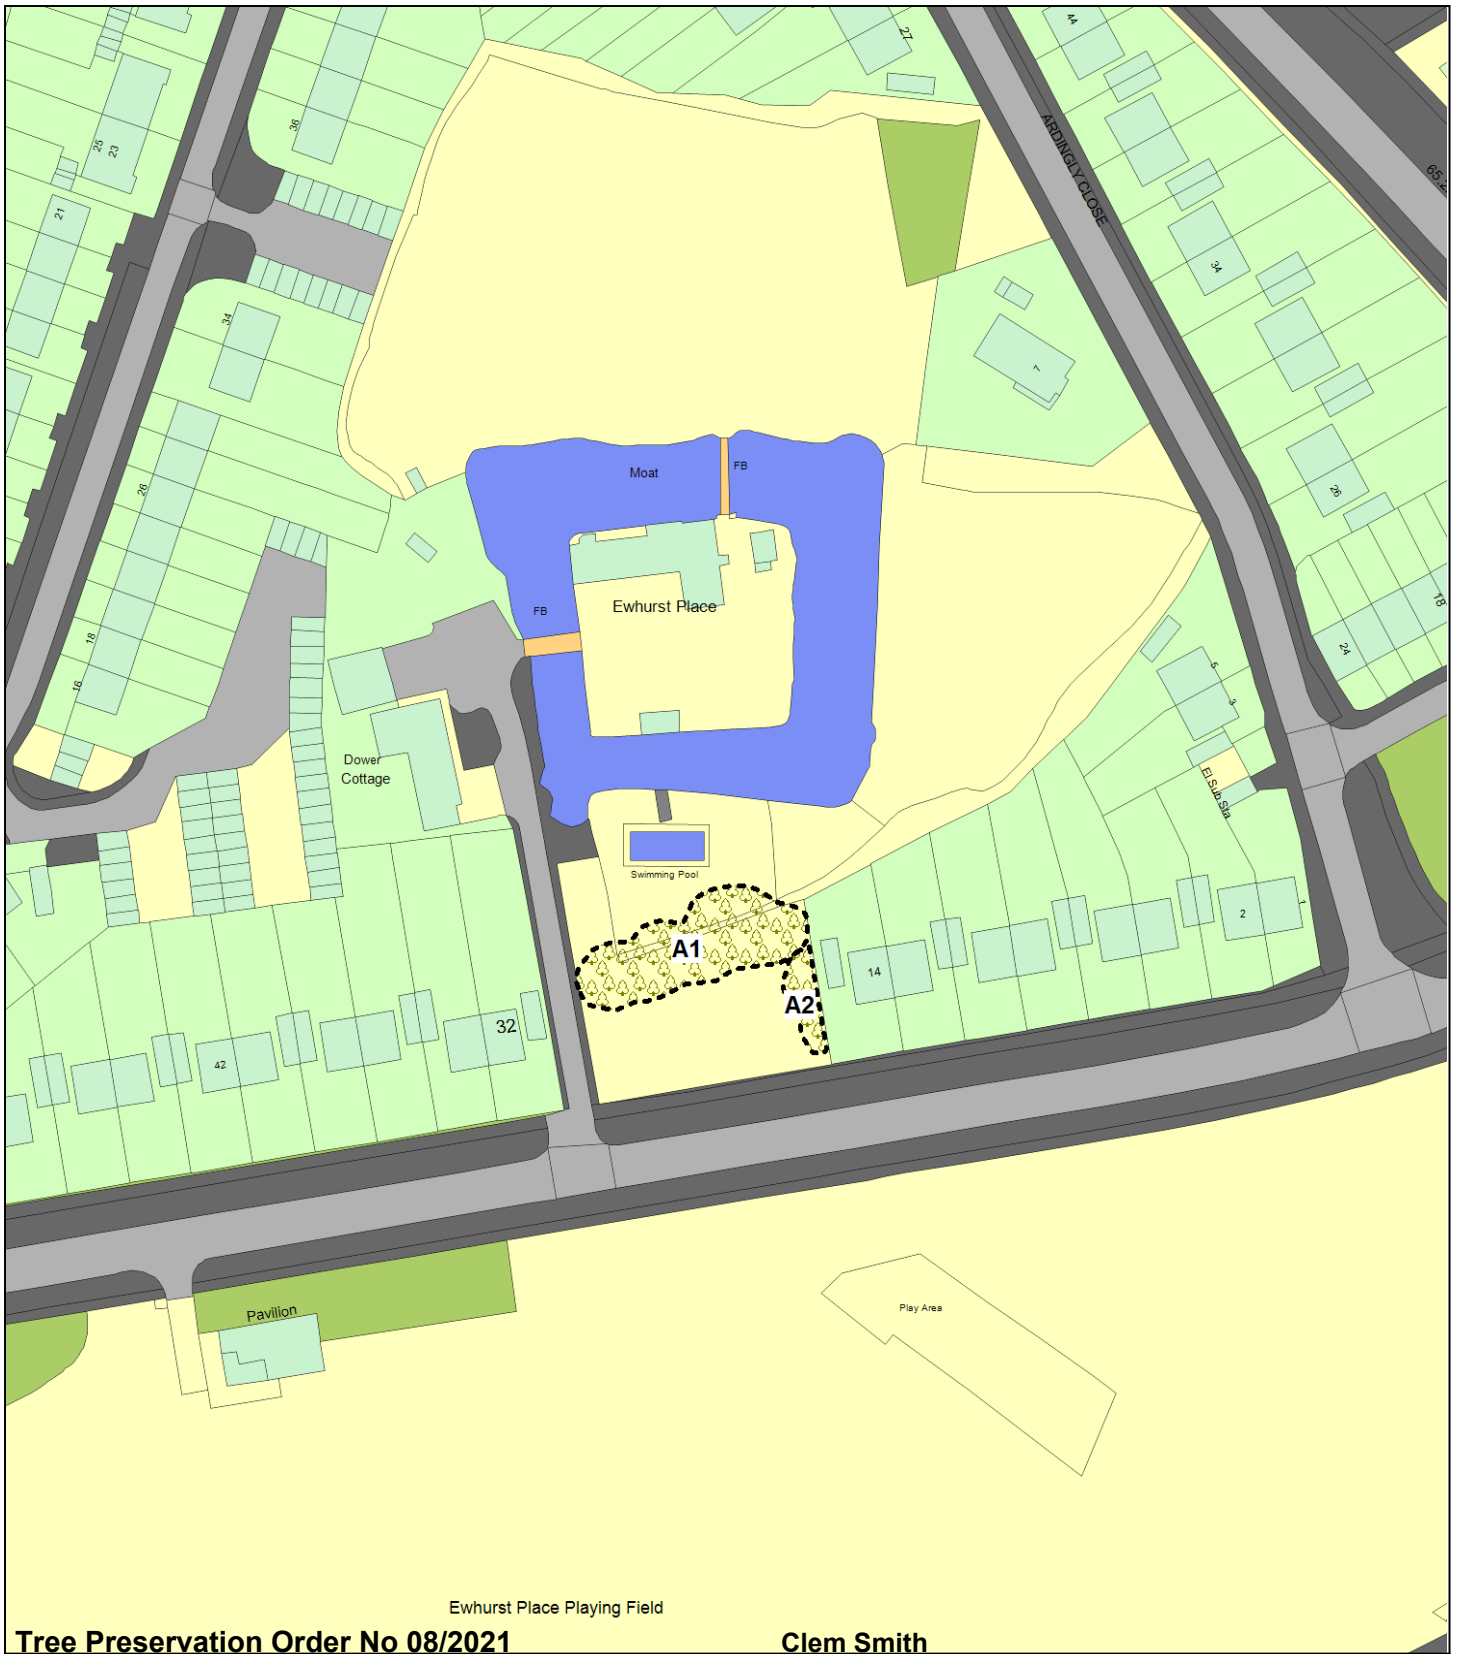 44
27
36
25
23
ARDINGLY CLOSE
21
34
34
7
Moat
FB
26
26
FB
Ewhurst Place
18
18
24
5
3
16
Dower
Cottage
El Sub Sta
Swimming Pool
A1
2
1
14
A2
32
42
Pavilion
Play Area
Ewhurst Place Playing Field
Tree Preservation Order No 08/2021
Clem Smith